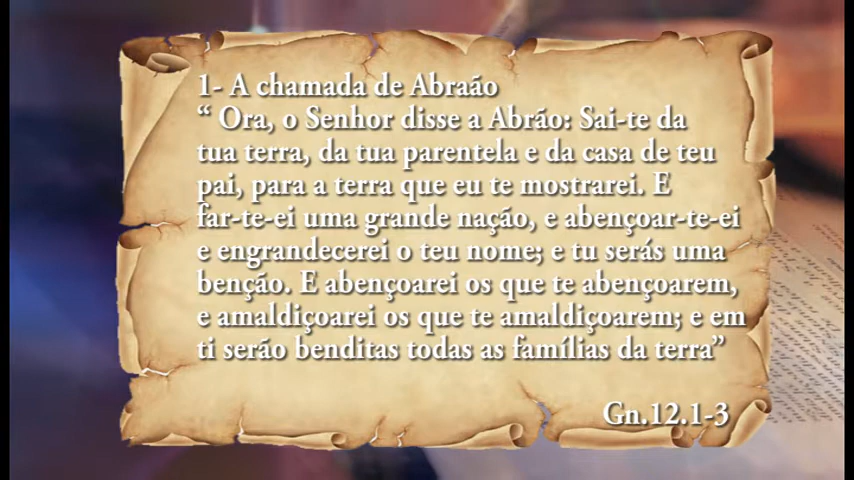 1- A chamada de Abraão
“ Ora, o Senhor disse a Abrão: Sai-te da
tua terra, da tua parentela e da casa de teu
pai, para a terra que eu te mostrarei. E
far-te-ei uma grande nação, e abençoar-te-ei
e engrandecerei o teu nome; e tu serás uma
benção. E abençoarei os que te abençoarem,
e amaldiçoarei os que te amaldiçoarem; e em
ti serão benditas todas as famílias da terra”
Gn.12.1-3